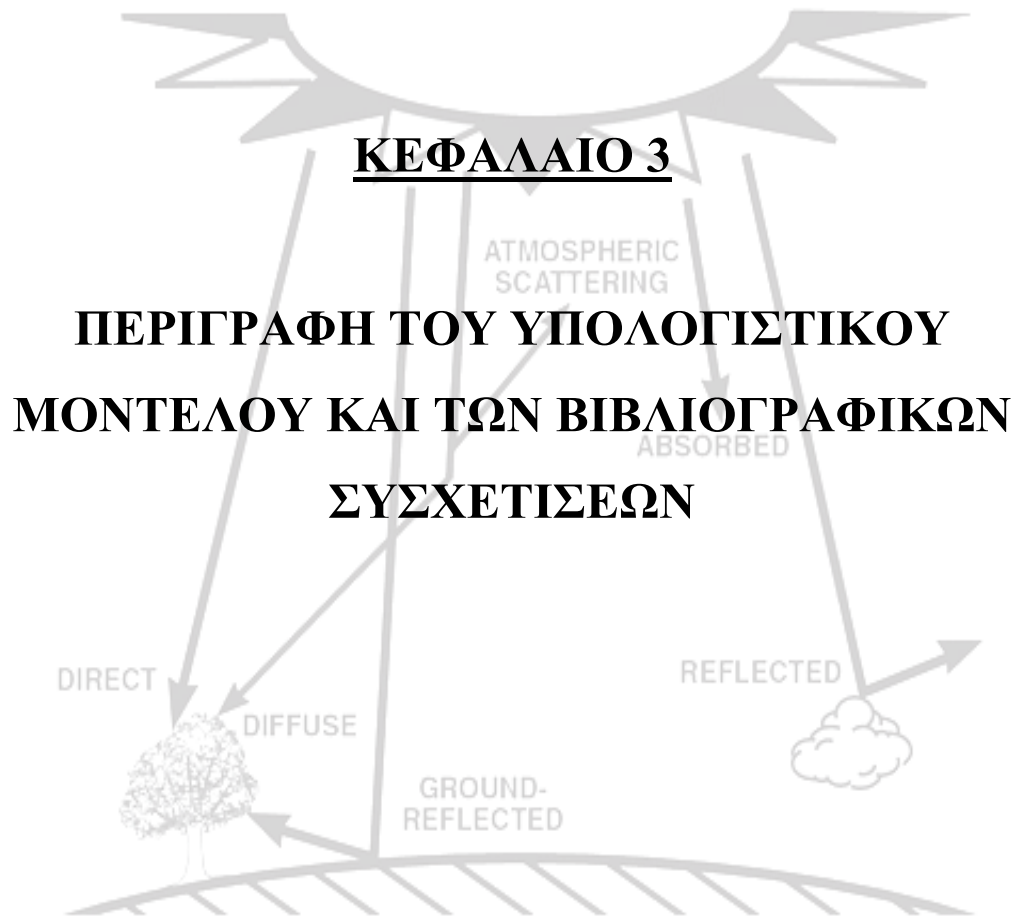 ΚΕΦΑΛΑΙΟ 3
ATMOSPHERIC
SCATTERING
ΠΕΡΙΓΡΑΦΗ ΤΟΥ ΥΠΟΛΟΓΙΣΤΙΚΟΥ
ΜΟΝΤΕΛΟΥ ΚΑΙ ΤΩΝ ΒΙΒΛΙΟΓΡΑΦΙΚΩΝ
ABSORBED
ΣΥΣΧΕΤΙΣΕΩΝ
DIRECT
REFLECTED
DIFFUSE
GROUND-
REFLECTED